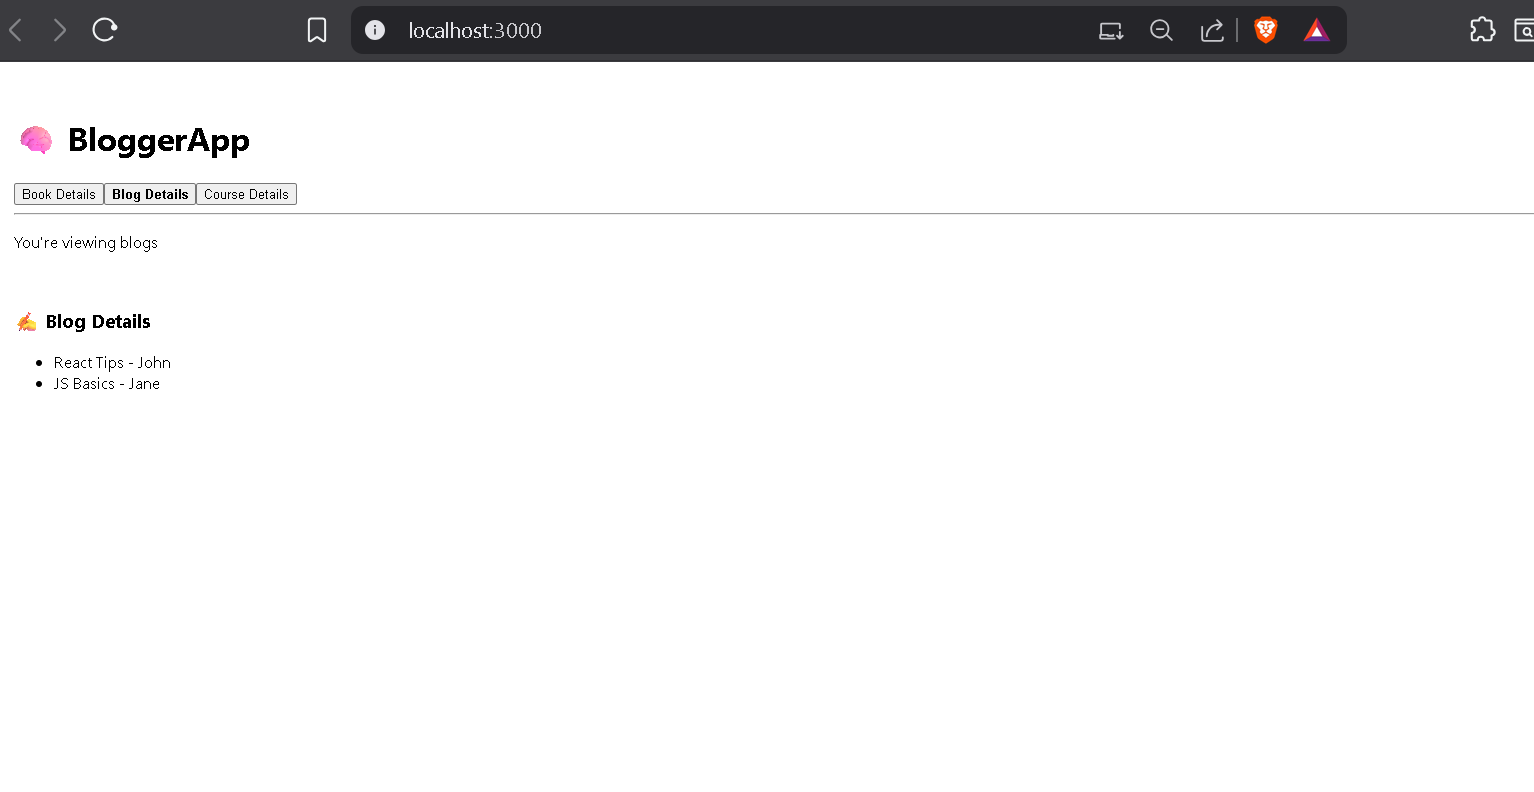 localhost:3000
🧠 BloggerApp
Book Details Blog Details Course Details
You're viewing blogs
✍️ Blog Details
• React Tips - John
• JS Basics - Jane